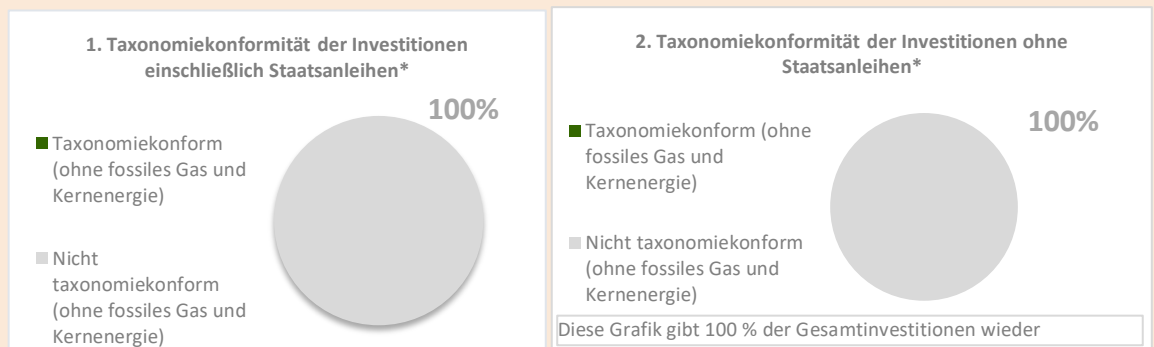 1. Taxonomiekonformität der Investitionen
einschließlich Staatsanleihen*
100%
Taxonomiekonform
(ohne fossiles Gas und
Kernenergie)
Nicht
taxonomiekonform
(ohne fossiles Gas und
Kernenergie)
2. Taxonomiekonformität der Investitionen ohne
Staatsanleihen*
100%
Taxonomiekonform (ohne
fossiles Gas und
Kernenergie)
Nicht taxonomiekonform
(ohne fossiles Gas und
Kernenergie)
Diese Grafik gibt 100 % der Gesamtinvestitionen wieder